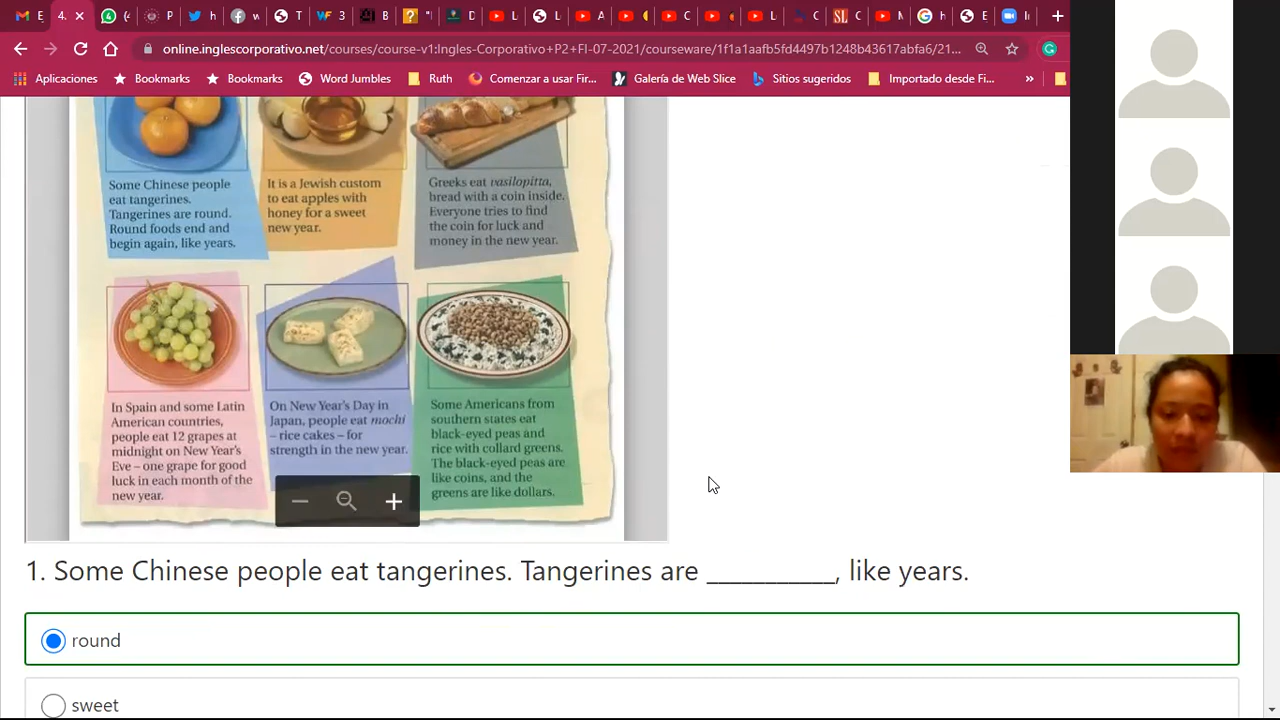 E
4.
(
P
h
w
T
WF 3
B
"(
D
L
L
A
(
C
(
L
C
SL C
M
h
E
Ir
online.inglescorporativo.net/courses/course-v1:Ingles-Corporativo+P2+FI-07-2021/courseware/1f1a1aafb5fd4497b1248b43617abfa6/21...
Aplicaciones
Bookmarks
Bookmarks
Word Jumbles
Ruth
Comenzar a usar Fir...
Galería de Web Slice
Sitios sugeridos
Importado desde Fi...
»
Some Chinese people
eat tangerines.
Tangerines are round.
Round foods end and
begin again, like years.
It is a Jewish custom
to eat apples with
honey for a sweet
new year.
Greeks eat vasilopitta,
bread with a coin inside.
Everyone tries to find
the coin for luck and
money in the new year.
In Spain and some Latin
American countries,
people eat 12 grapes at
midnight on New Year's
Eve – one grape for good
luck in each month of the
new year.
On New Year's Day in
Japan, people eat mochi
– rice cakes – for
strength in the new year.
Some Americans from
southern states eat
black-eyed peas and
rice with collard greens.
The black-eyed peas are
like coins, and the
greens are like dollars.
1. Some Chinese people eat tangerines. Tangerines are ___________, like years.
round
sweet